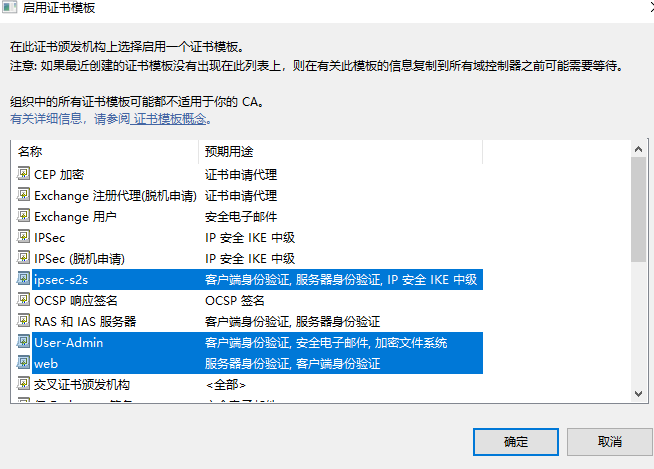 启用证书模板
在此证书颁发机构上选择启用一个证书模板。
注意: 如果最近创建的证书模板没有出现在此列表上，则在有关此模板的信息复制到所有域控制器之前可能需要等待。
组织中的所有证书模板可能都不适用于你的 CA。
有关详细信息，请参阅 证书模板概念。
名称 预期用途
CEP 加密 证书申请代理
Exchange 注册代理(脱机申请) 证书申请代理
Exchange 用户 安全电子邮件
IPSec IP 安全 IKE 中级
IPSec (脱机申请) IP 安全 IKE 中级
ipsec-s2s 客户端身份验证, 服务器身份验证, IP 安全 IKE 中级
OCSP 响应签名 OCSP 签名
RAS 和 IAS 服务器 客户端身份验证, 服务器身份验证
User-Admin 客户端身份验证, 安全电子邮件, 加密文件系统
web 服务器身份验证, 客户端身份验证
交叉证书颁发机构 <全部>
确定 取消